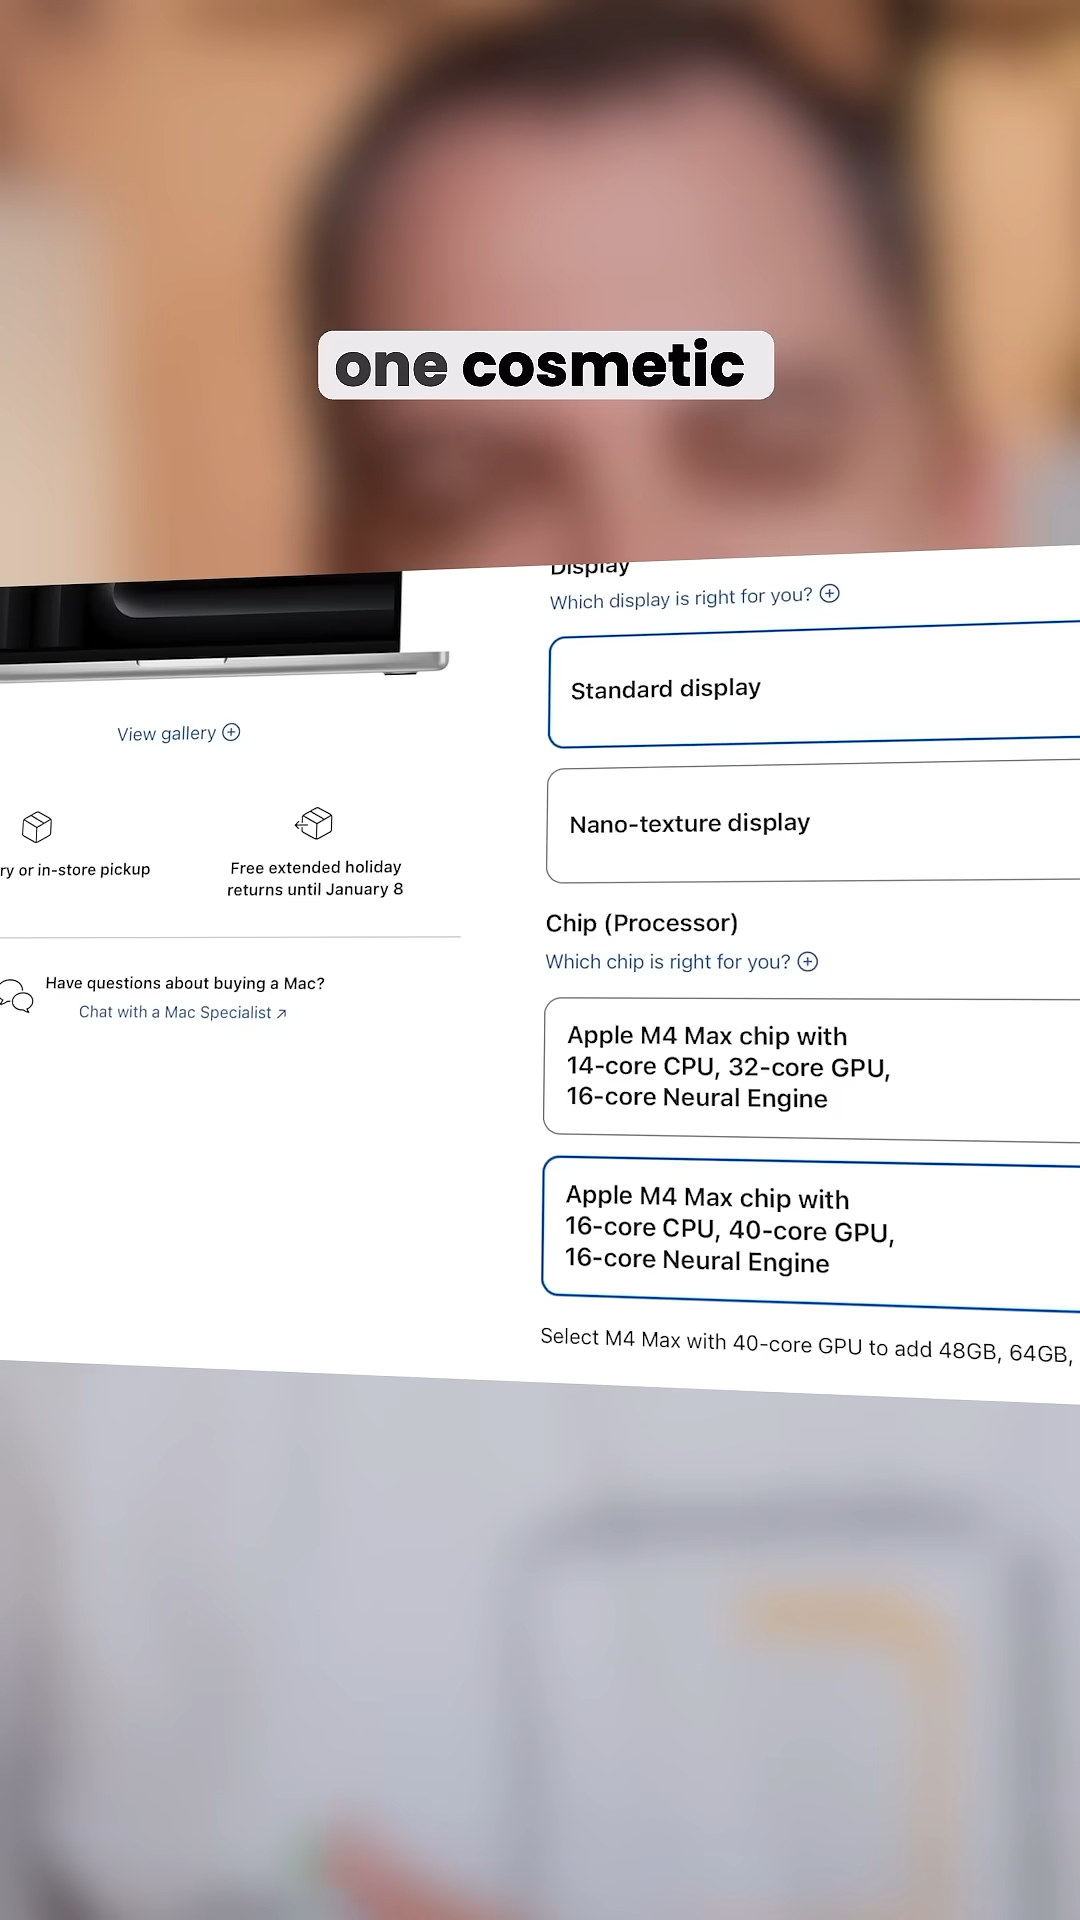 one cosmetic
Display
Which display is right for you?
Standard display
Nano-texture display
View gallery
ry or in-store pickup
Free extended holiday
returns until January 8
Have questions about buying a Mac?
Chat with a Mac Specialist ↗
Chip (Processor)
Which chip is right for you?
Apple M4 Max chip with
14-core CPU, 32-core GPU,
16-core Neural Engine
Apple M4 Max chip with
16-core CPU, 40-core GPU,
16-core Neural Engine
Select M4 Max with 40-core GPU to add 48GB, 64GB,